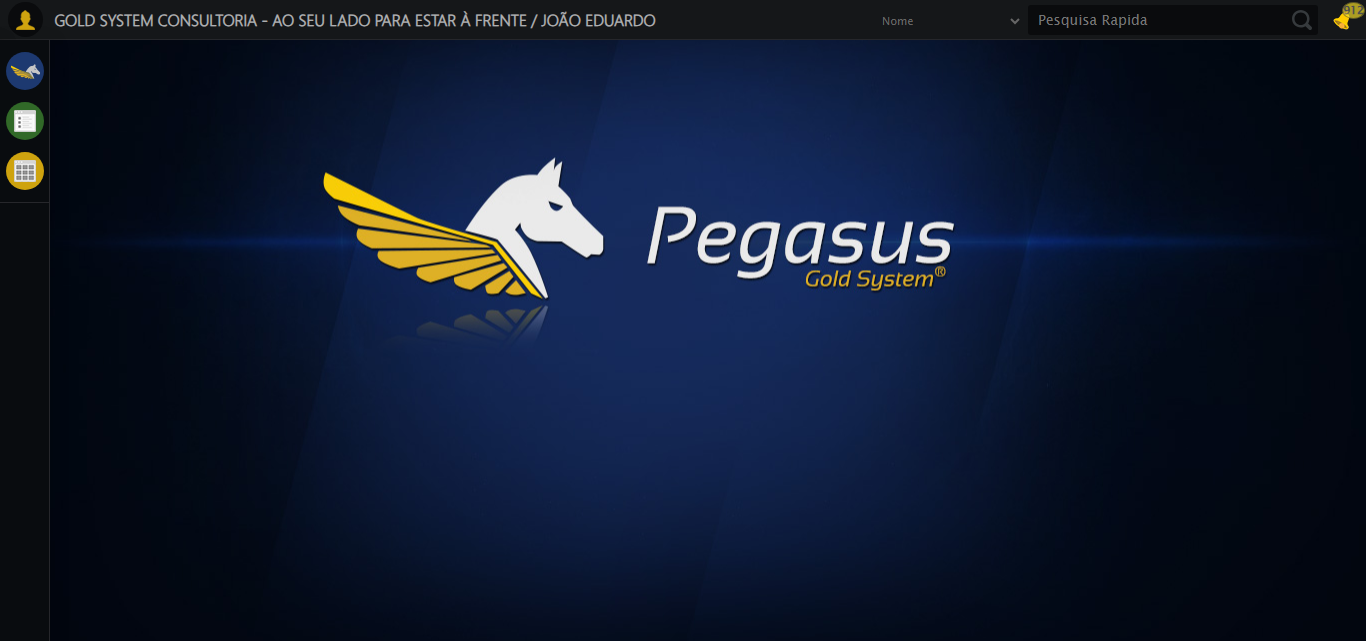 GOLD SYSTEM CONSULTORIA - AO SEU LADO PARA ESTAR À FRENTE / JOÃO EDUARDO
Nome
Pesquisa Rapida
912
Pegasus
Gold System®